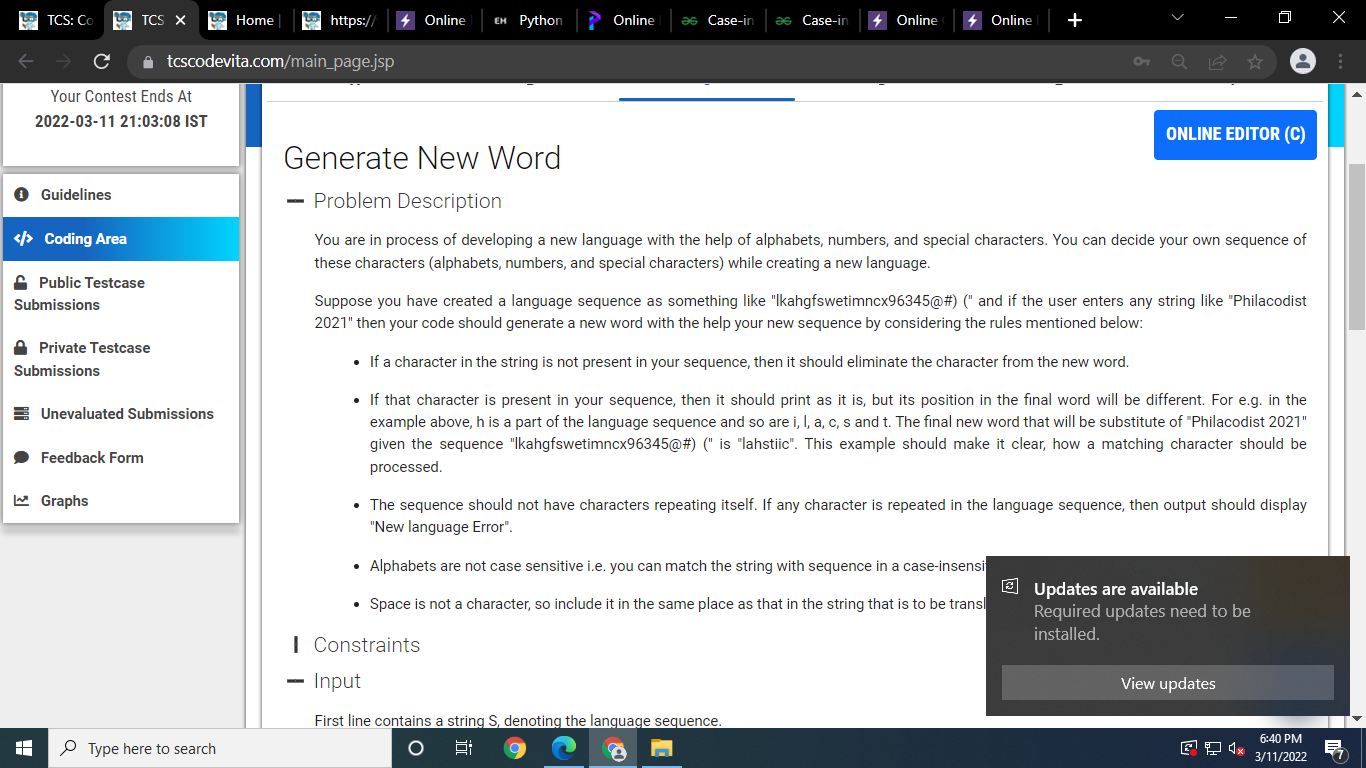 TCS: Co
TCS
Home |
https:/
Online
EH Python
Online
Case-in
Case-in
Online
Online
tcscodevita.com/main_page.jsp
Your Contest Ends At
2022-03-11 21:03:08 IST
Guidelines
Coding Area
Public Testcase
Submissions
Private Testcase
Submissions
Unevaluated Submissions
Feedback Form
Graphs
ONLINE EDITOR (C)
Generate New Word
Problem Description
You are in process of developing a new language with the help of alphabets, numbers, and special characters. You can decide your own sequence of
these characters (alphabets, numbers, and special characters) while creating a new language.
Suppose you have created a language sequence as something like "lkahgfswetimncx96345@#) (" and if the user enters any string like "Philacodist
2021" then your code should generate a new word with the help your new sequence by considering the rules mentioned below:
• If a character in the string is not present in your sequence, then it should eliminate the character from the new word.
• If that character is present in your sequence, then it should print as it is, but its position in the final word will be different. For e.g. in the
example above, h is a part of the language sequence and so are i, l, a, c, s and t. The final new word that will be substitute of "Philacodist 2021"
given the sequence "lkahgfswetimncx96345@#) (" is "lahstiic". This example should make it clear, how a matching character should be
processed.
• The sequence should not have characters repeating itself. If any character is repeated in the language sequence, then output should display
"New language Error".
• Alphabets are not case sensitive i.e. you can match the string with sequence in a case-insensi
• Space is not a character, so include it in the same place as that in the string that is to be transl
Constraints
Input
First line contains a string S, denoting the language sequence.
Updates are available
Required updates need to be
installed.
View updates
Type here to search
6:40 PM
3/11/2022
7